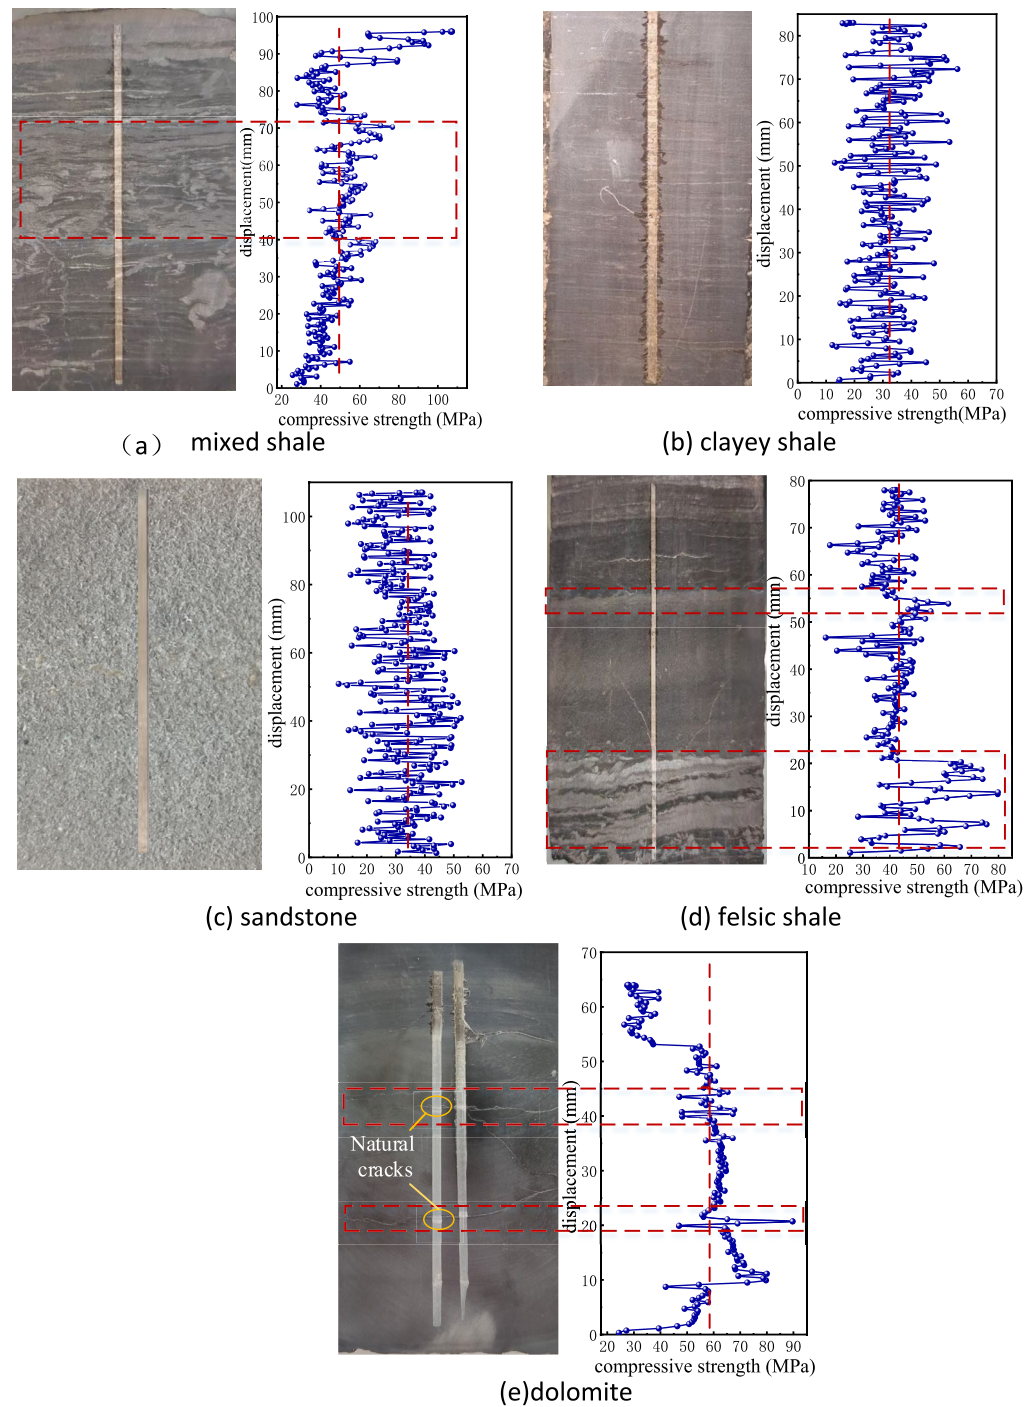 100
90
80
70
60
50
40
30
20
10
0
displacement(mm)
20 40 60 80 100
compressive strength (MPa)
(a) mixed shale
80
70
60
50
40
30
20
10
0
displacement (mm)
0 10 20 30 40 50 60 70
compressive strength(MPa)
(b) clayey shale
100
80
60
40
20
0
displacement (mm)
0 10 20 30 40 50 60 70
compressive strength (MPa)
(c) sandstone
80
70
60
50
40
30
20
10
0
displacement (mm)
10 20 30 40 50 60 70 80
compressive strength (MPa)
(d) felsic shale
Natural
cracks
70
60
50
40
30
20
10
0
displacement (mm)
20 30 40 50 60 70 80 90
compressive strength (MPa)
(e)dolomite